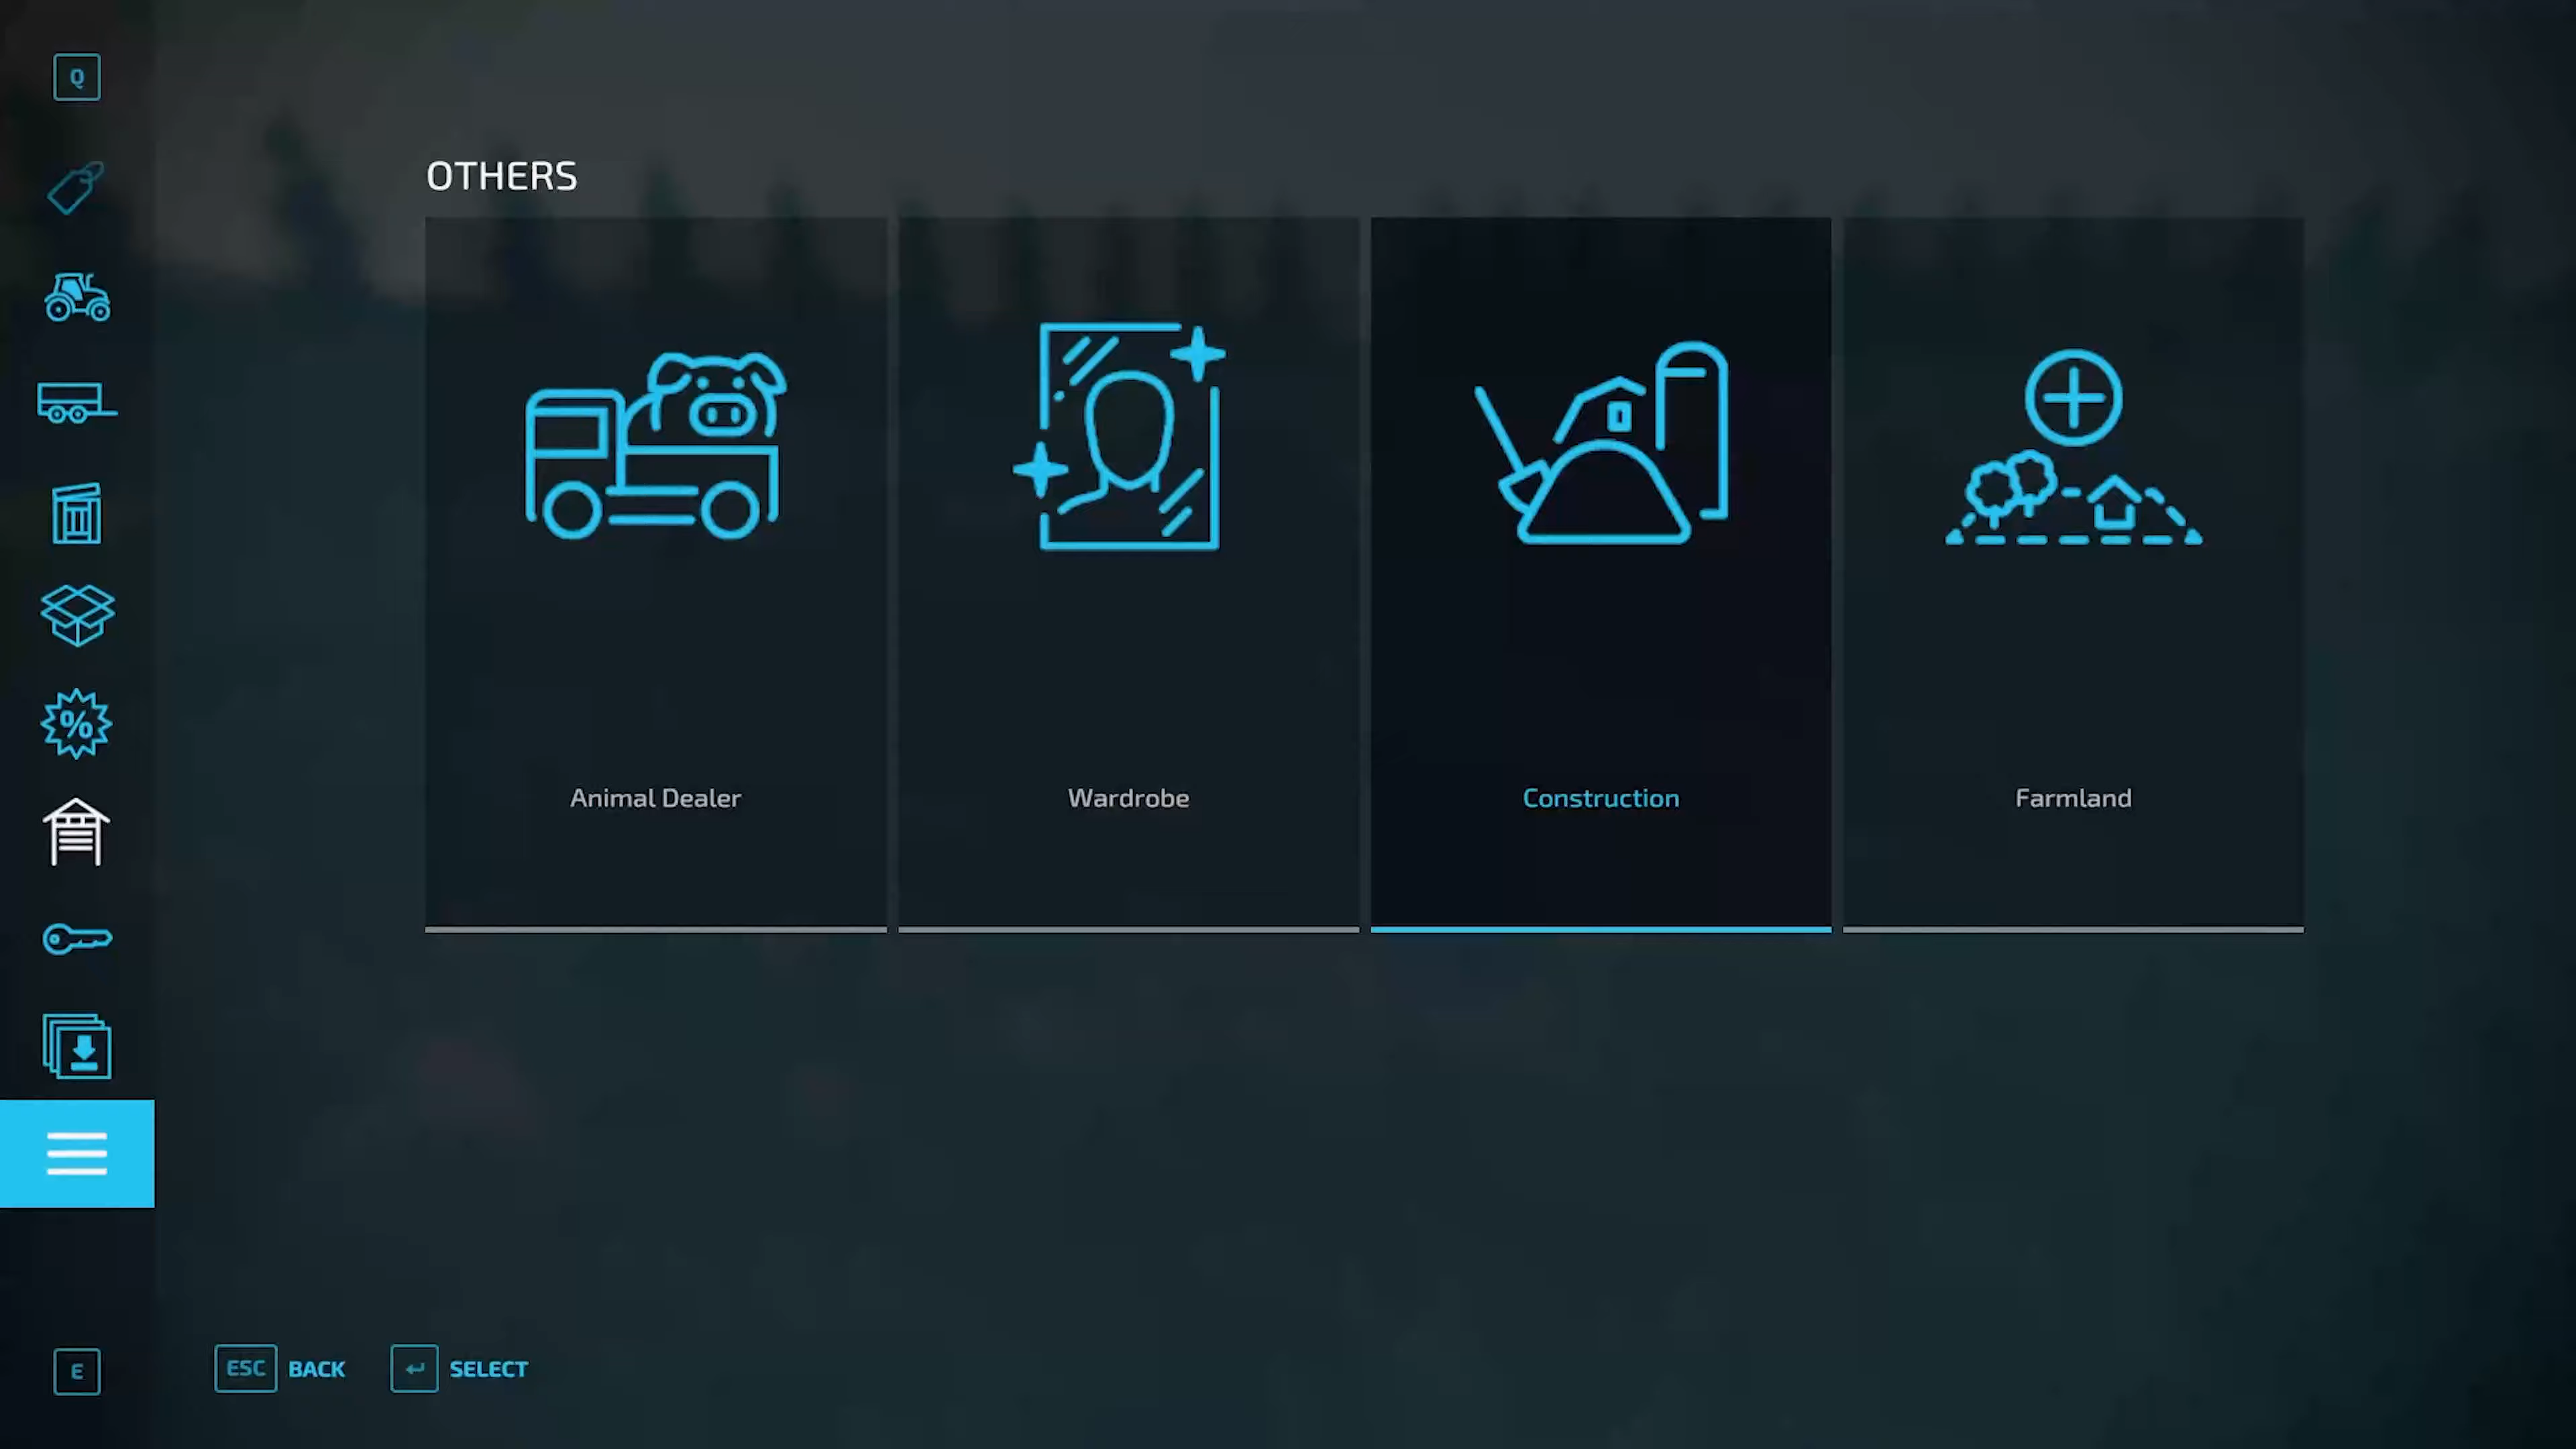 Q
OTHERS
%
Animal Dealer
Wardrobe
Construction
Farmland
E
ESC BACK
SELECT